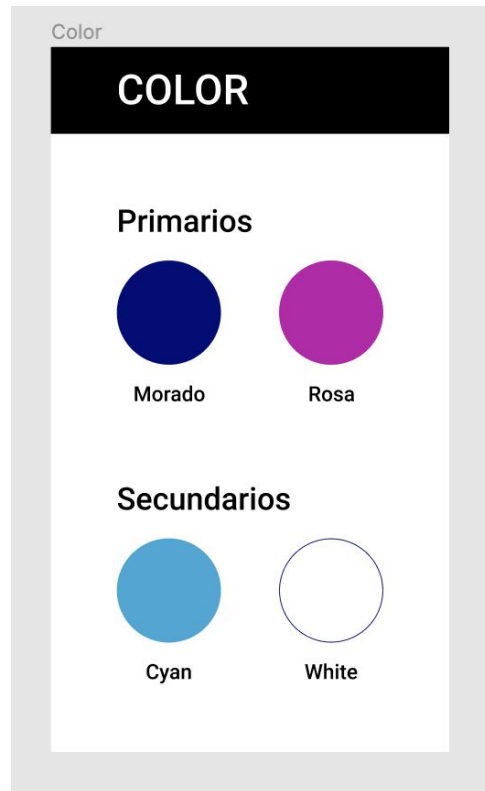 Color
COLOR
Primarios
Morado Rosa
Secundarios
Cyan White